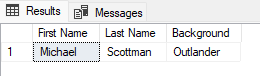 Results Messages
First Name Last Name Background
1 Michael Scottman Outlander